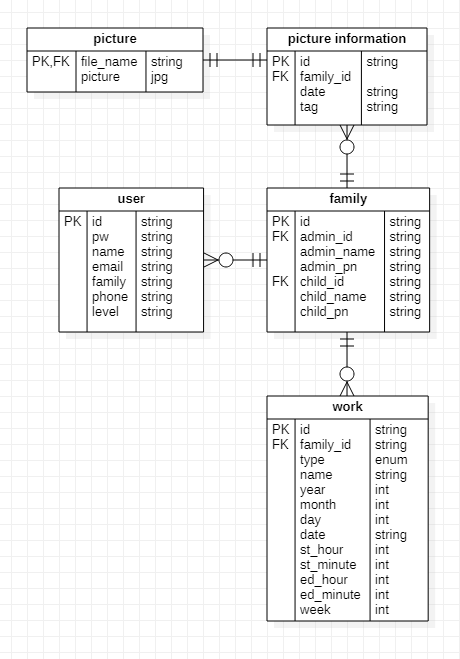 picture
PK,FK file_name string
picture jpg
picture information
PK id string
FK family_id
date string
tag string
user
PK id string
pw string
name string
email string
family string
phone string
level string
family
PK id string
FK admin_id string
admin_name string
admin_pn string
FK child_id string
child_name string
child_pn string
work
PK id string
FK family_id string
type enum
name string
year int
month int
day int
date string
st_hour int
st_minute int
ed_hour int
ed_minute int
week int